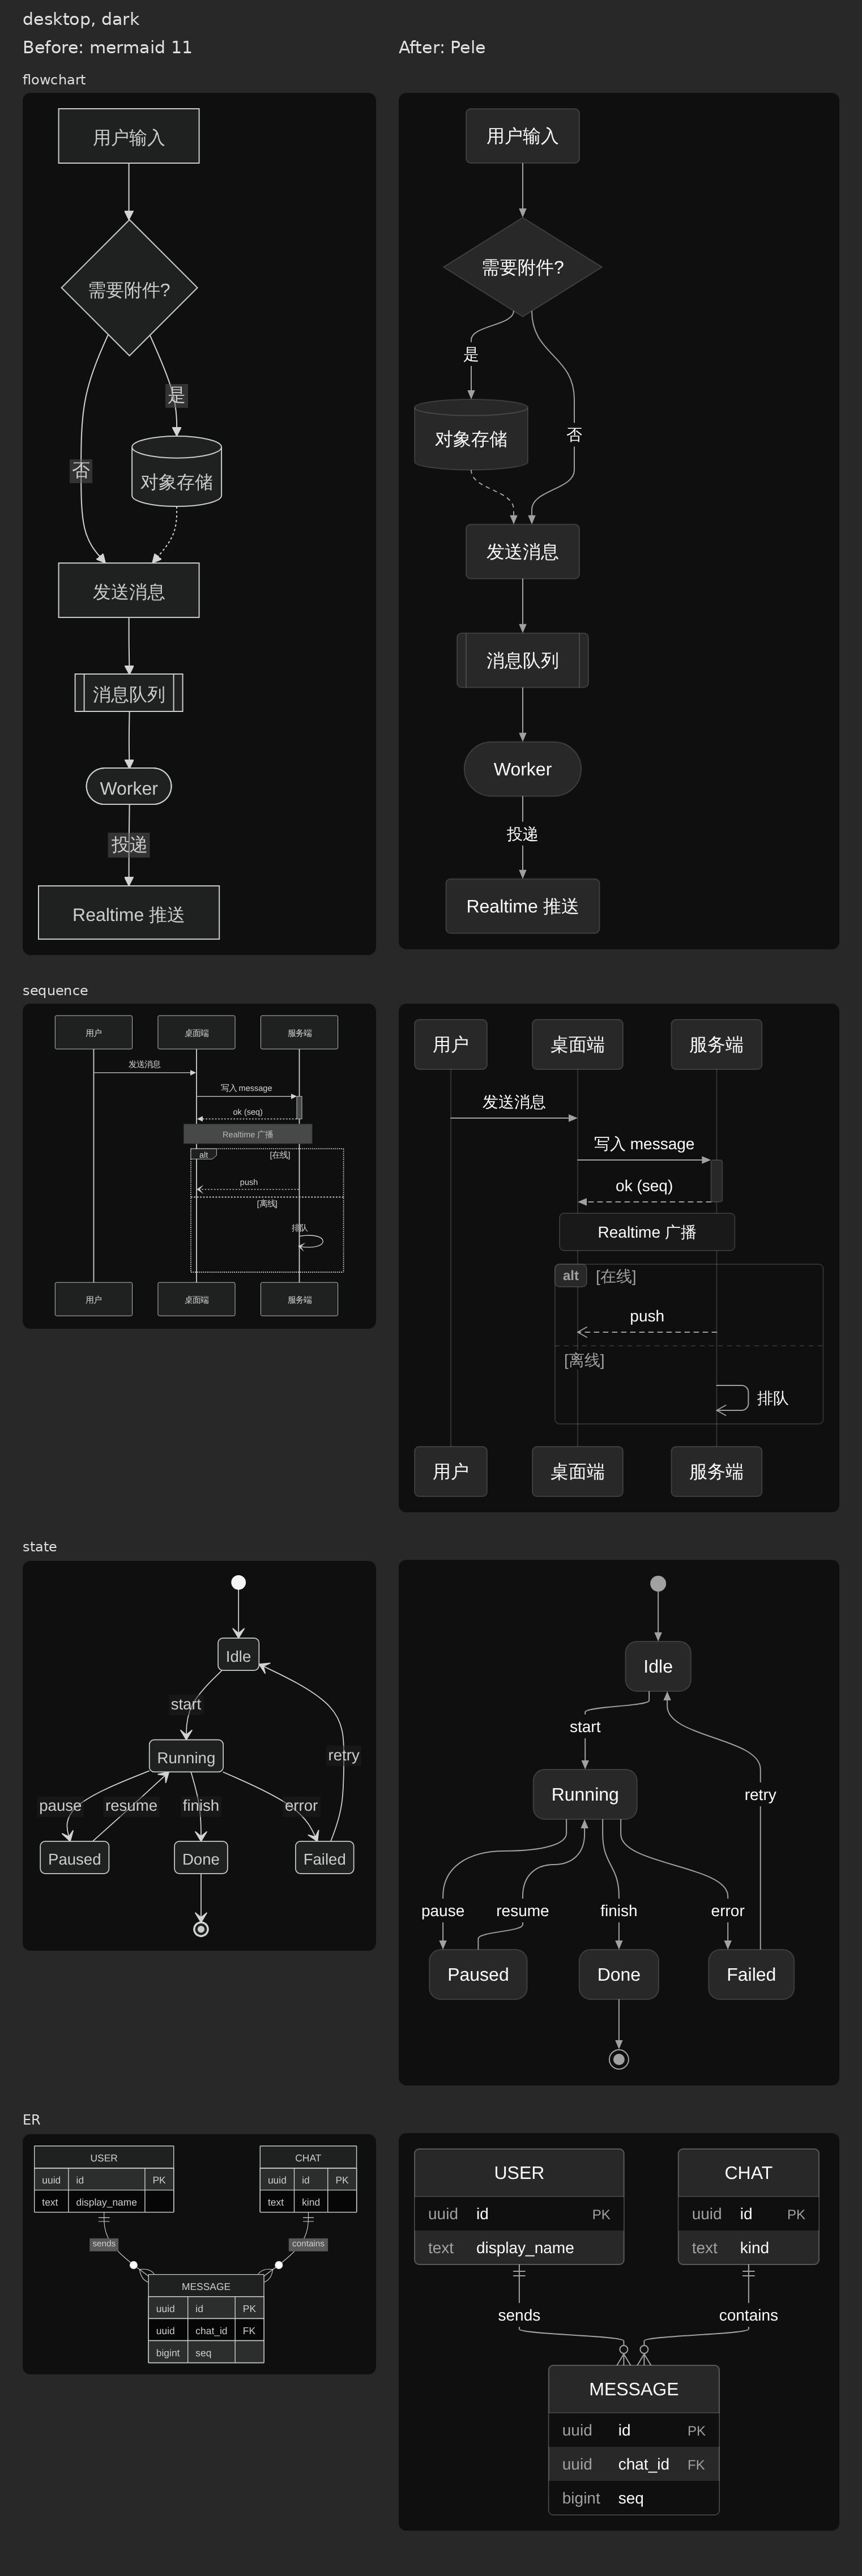 desktop, dark
Before: mermaid 11
After: Pele
flowchart
用户输入
需要附件?
是
否
对象存储
发送消息
消息队列
Worker
投递
Realtime 推送
用户输入
需要附件?
是
否
对象存储
发送消息
消息队列
Worker
投递
Realtime 推送
sequence
用户
桌面端
服务端
发送消息
写入 message
ok (seq)
Realtime 广播
alt
[在线]
push
[离线]
排队
用户
桌面端
服务端
用户
桌面端
服务端
发送消息
写入 message
ok (seq)
Realtime 广播
alt
[在线]
push
[离线]
排队
用户
桌面端
服务端
state
Idle
start
retry
Running
pause
resume
finish
error
Paused
Done
Failed
Idle
start
Running
retry
pause
resume
finish
error
Paused
Done
Failed
ER
USER
uuid id PK
text display_name
CHAT
uuid id PK
text kind
sends
contains
MESSAGE
uuid id PK
uuid chat_id FK
bigint seq
USER
uuid id PK
text display_name
CHAT
uuid id PK
text kind
sends
contains
MESSAGE
uuid id PK
uuid chat_id FK
bigint seq